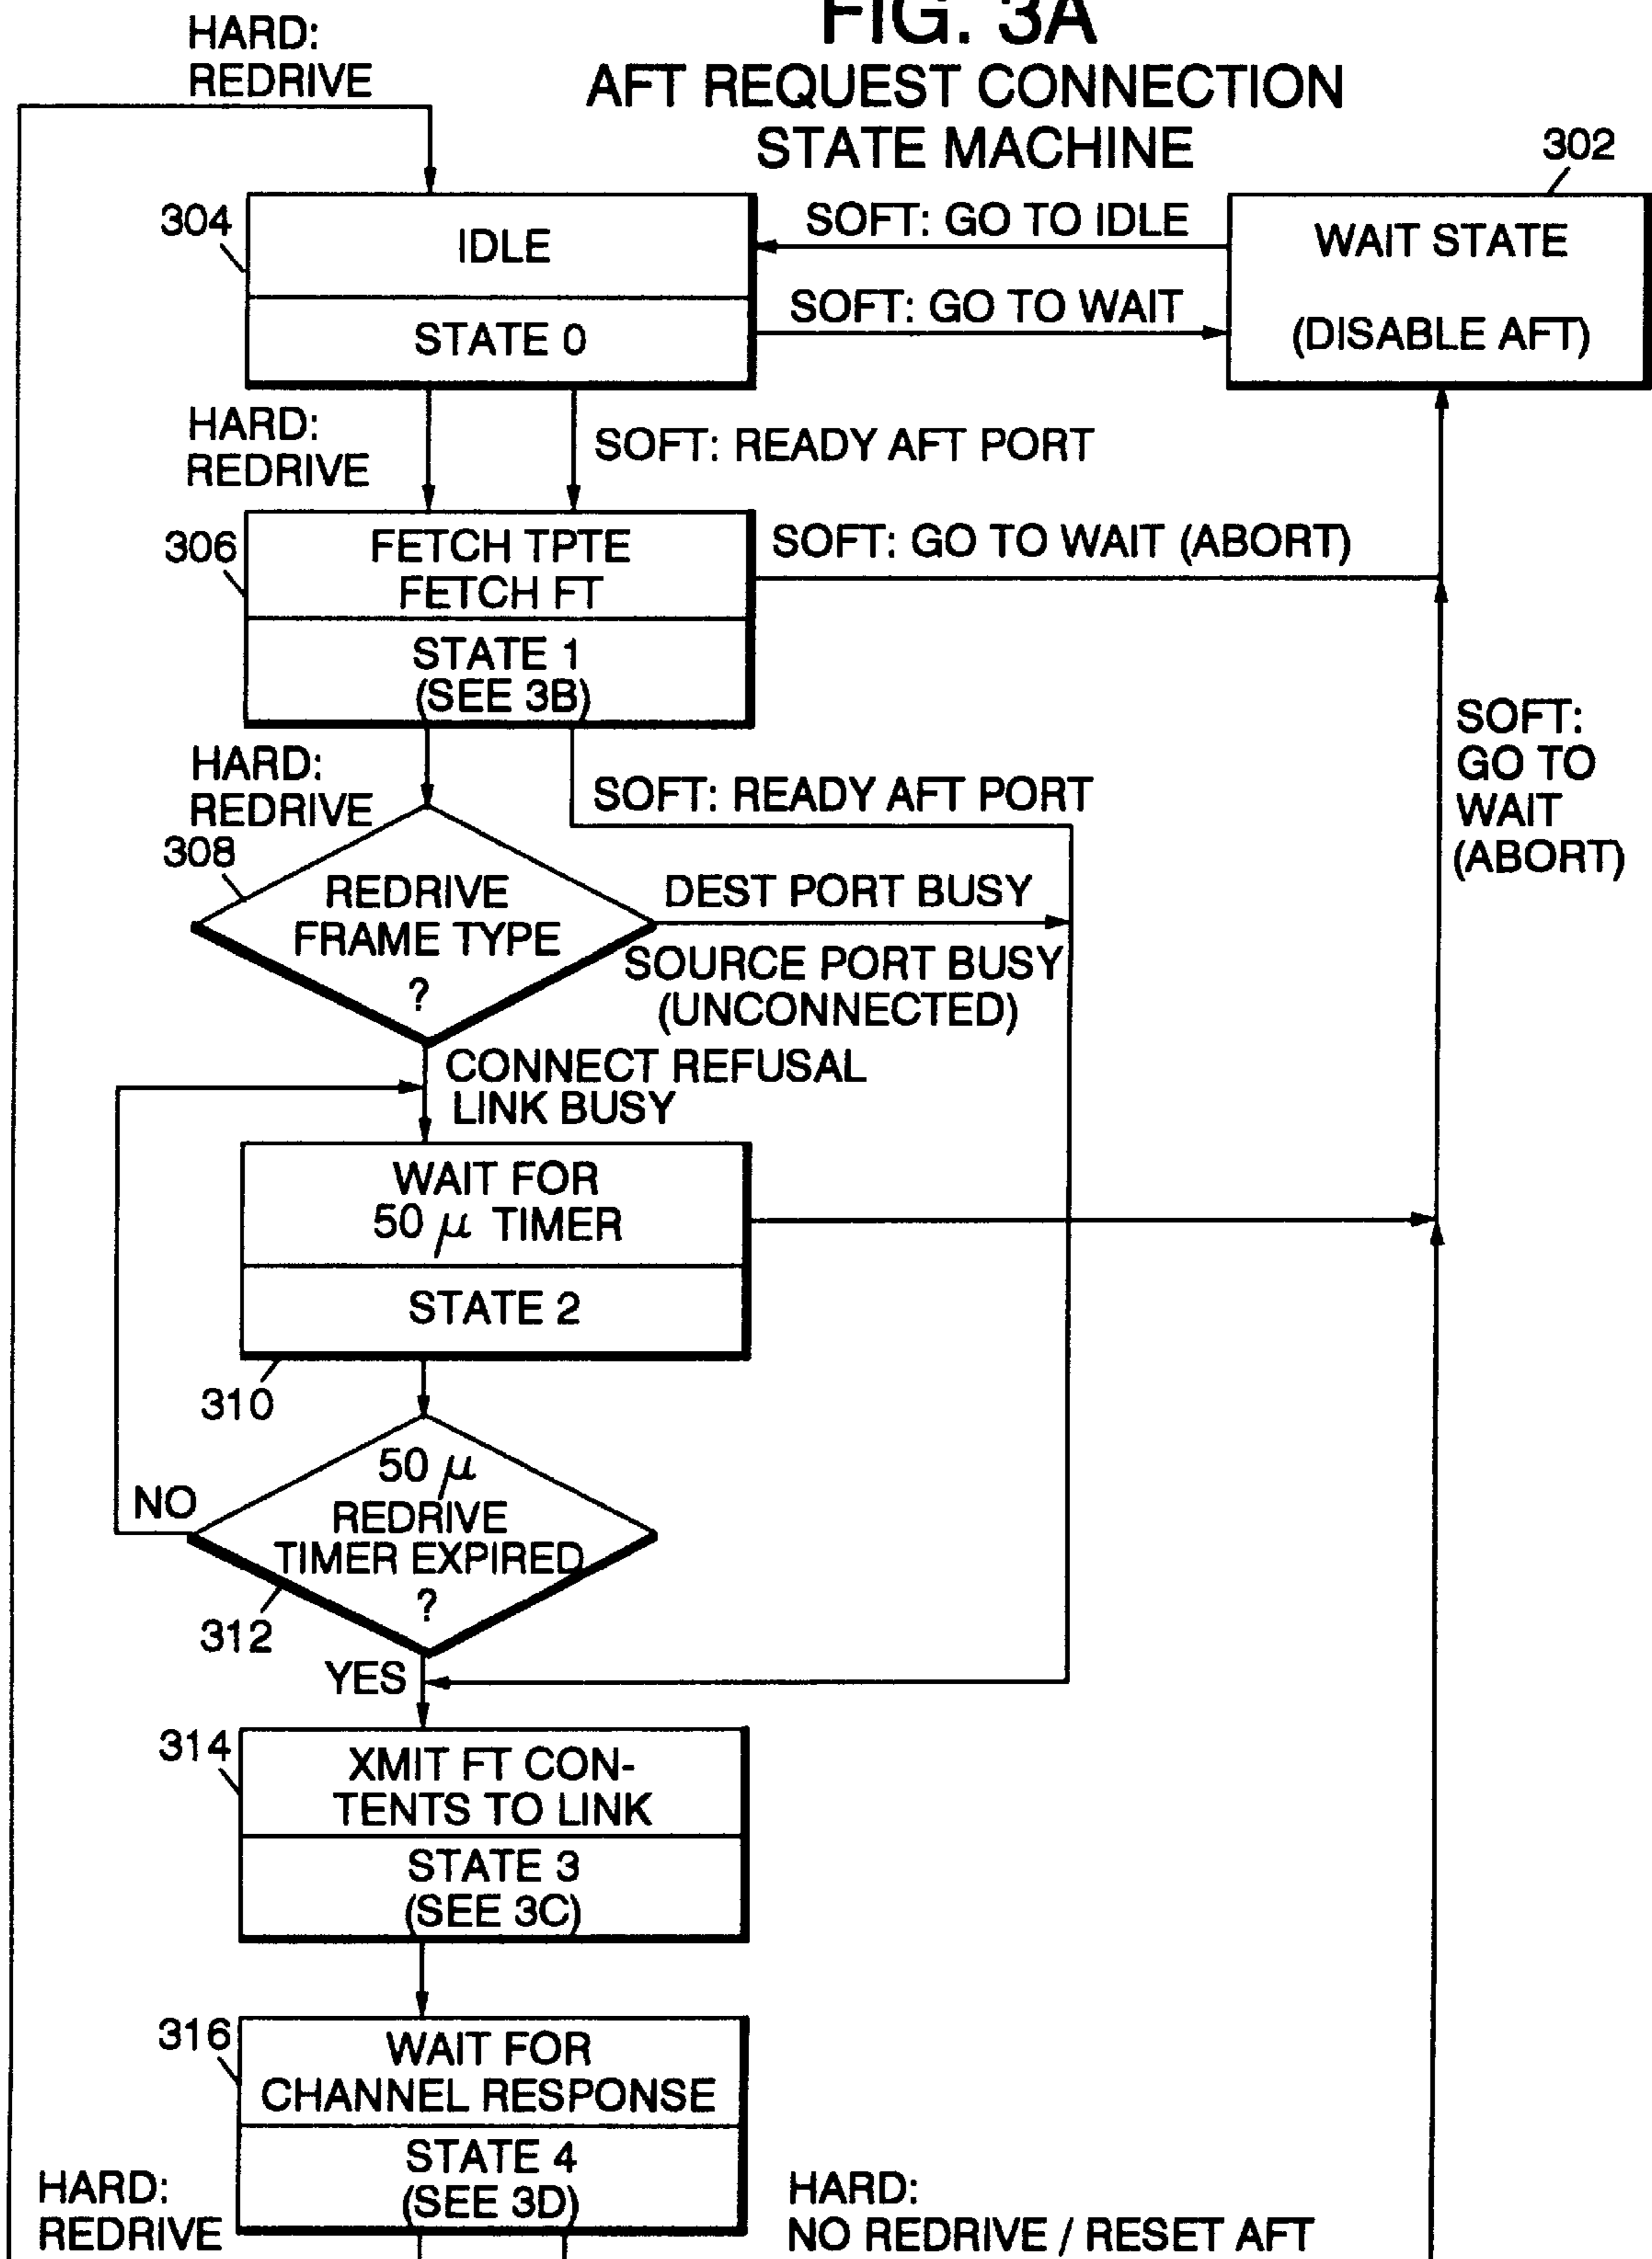 FIG. 3A
AFT REQUEST CONNECTION
STATE MACHINE
HARD:
REDRIVE
302
304
IDLE
STATE 0
SOFT: GO TO IDLE
SOFT: GO TO WAIT
WAIT STATE
(DISABLE AFT)
HARD:
REDRIVE
SOFT: READY AFT PORT
306
FETCH TPTE
FETCH FT
STATE 1
(SEE 3B)
SOFT: GO TO WAIT (ABORT)
SOFT:
GO TO
WAIT
(ABORT)
HARD:
REDRIVE
SOFT: READY AFT PORT
308
REDRIVE
FRAME TYPE
?
DEST PORT BUSY
SOURCE PORT BUSY
(UNCONNECTED)
CONNECT REFUSAL
LINK BUSY
WAIT FOR
50 μ TIMER
STATE 2
310
50 μ
REDRIVE
TIMER EXPIRED
?
NO
312
YES
314
XMIT FT CON-
TENTS TO LINK
STATE 3
(SEE 3C)
316
WAIT FOR
CHANNEL RESPONSE
STATE 4
(SEE 3D)
HARD:
REDRIVE
HARD:
NO REDRIVE / RESET AFT